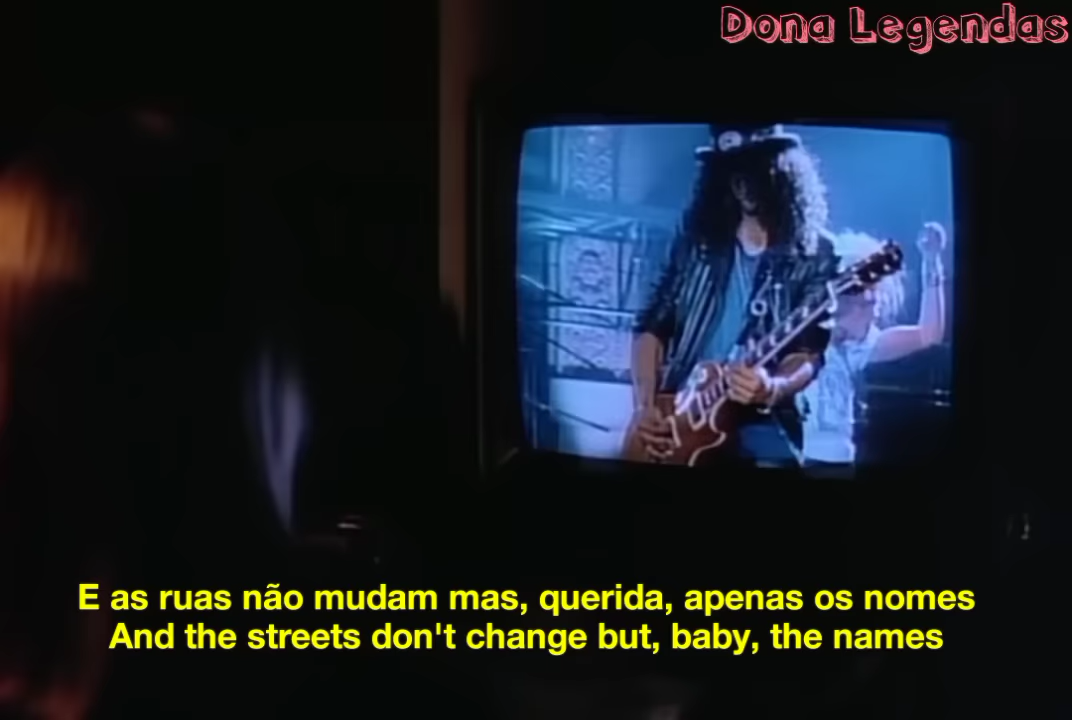 Dona Legendas
E as ruas não mudam mas, querida, apenas os nomes
And the streets don't change but, baby, the names